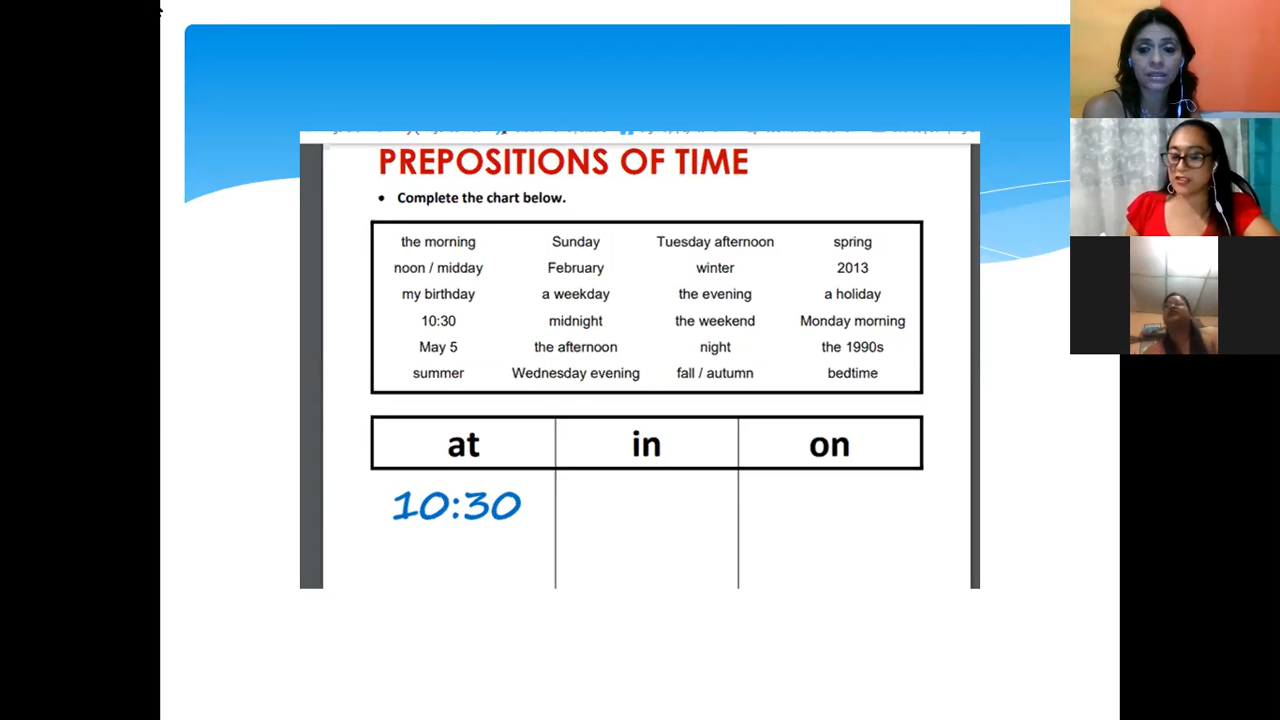 PREPOSITIONS OF TIME
• Complete the chart below.
the morning Sunday Tuesday afternoon spring
noon / midday February winter 2013
my birthday a weekday the evening a holiday
10:30 midnight the weekend Monday morning
May 5 the afternoon night the 1990s
summer Wednesday evening fall / autumn bedtime
at in on
10:30